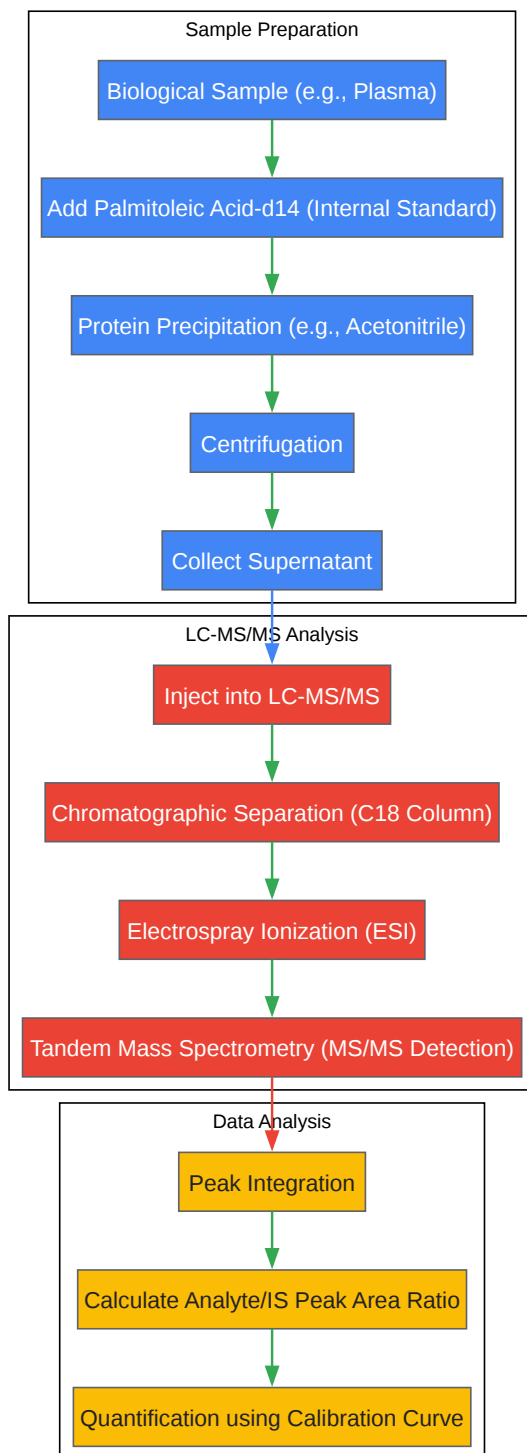 Sample Preparation
Biological Sample (e.g., Plasma)
Add Palmitoleic Acid-d14 (Internal Standard)
Protein Precipitation (e.g., Acetonitrile)
Centrifugation
Collect Supernatant
LC-MS/MS Analysis
Inject into LC-MS/MS
Chromatographic Separation (C18 Column)
Electrospray Ionization (ESI)
Tandem Mass Spectrometry (MS/MS Detection)
Data Analysis
Peak Integration
Calculate Analyte/IS Peak Area Ratio
Quantification using Calibration Curve